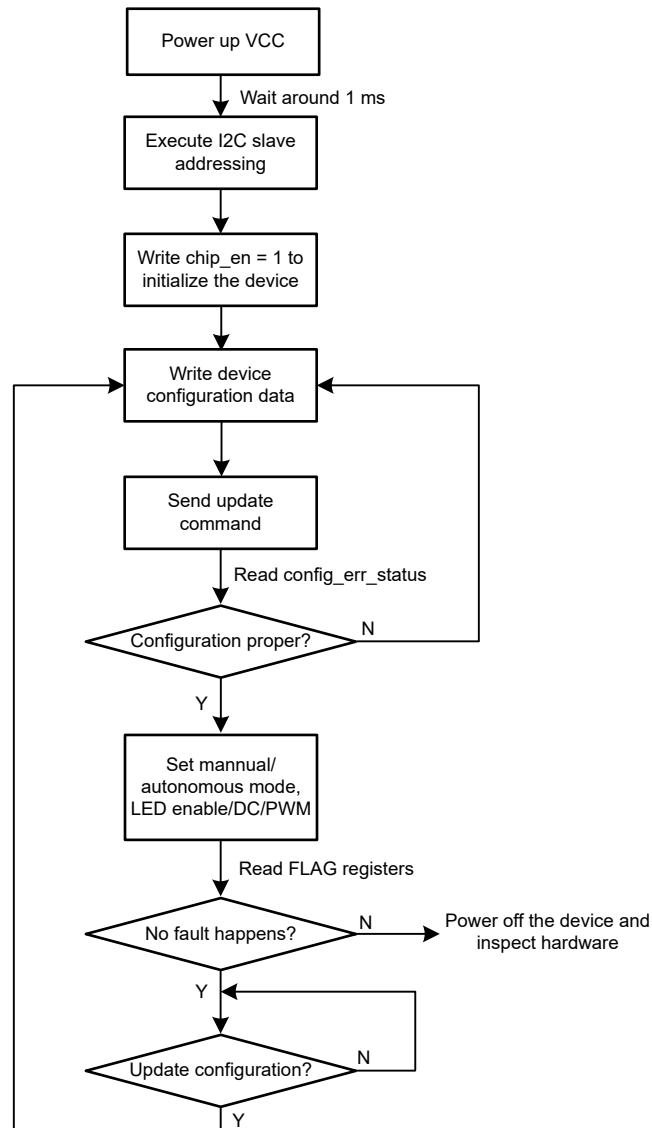 Power up VCC
Wait around 1 ms
Execute I2C slave
addressing
Write chip_en = 1 to
initialize the device
Write device
configuration data
Send update
command
Read config_err_status
Configuration proper?
N
Y
Set mannual/
autonomous mode,
LED enable/DC/PWM
Read FLAG registers
No fault happens?
N
Power off the device and
inspect hardware
Y
Update configuration?
N
Y